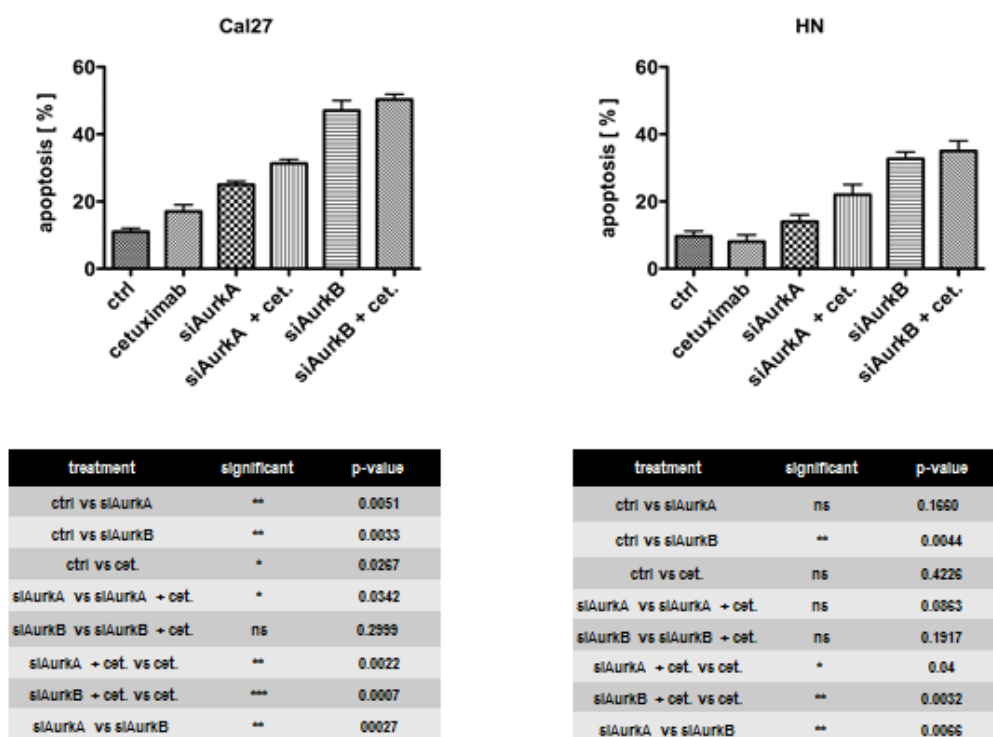 Cal27
apoptosis [ % ]
60
40
20
0
ctrl
cetuximab
siAurkA
siAurkA + cet.
siAurkB
siAurkB + cet.
HN
apoptosis [ % ]
60
40
20
0
ctrl
cetuximab
siAurkA
siAurkA + cet.
siAurkB
siAurkB + cet.
treatment significant p-value
ctrl vs siAurkA ** 0.0051
ctrl vs siAurkB ** 0.0033
ctrl vs cet. * 0.0267
siAurkA vs siAurkA + cet. * 0.0342
siAurkB vs siAurkB + cet. ns 0.2999
siAurkA + cet. vs cet. ** 0.0022
siAurkB + cet. vs cet. *** 0.0007
siAurkA vs siAurkB ** 00027
treatment significant p-value
ctrl vs siAurkA ns 0.1660
ctrl vs siAurkB ** 0.0044
ctrl vs cet. ns 0.4226
siAurkA vs siAurkA + cet. ns 0.0863
siAurkB vs siAurkB + cet. ns 0.1917
siAurkA + cet. vs cet. * 0.04
siAurkB + cet. vs cet. ** 0.0032
siAurkA vs siAurkB ** 0.0066